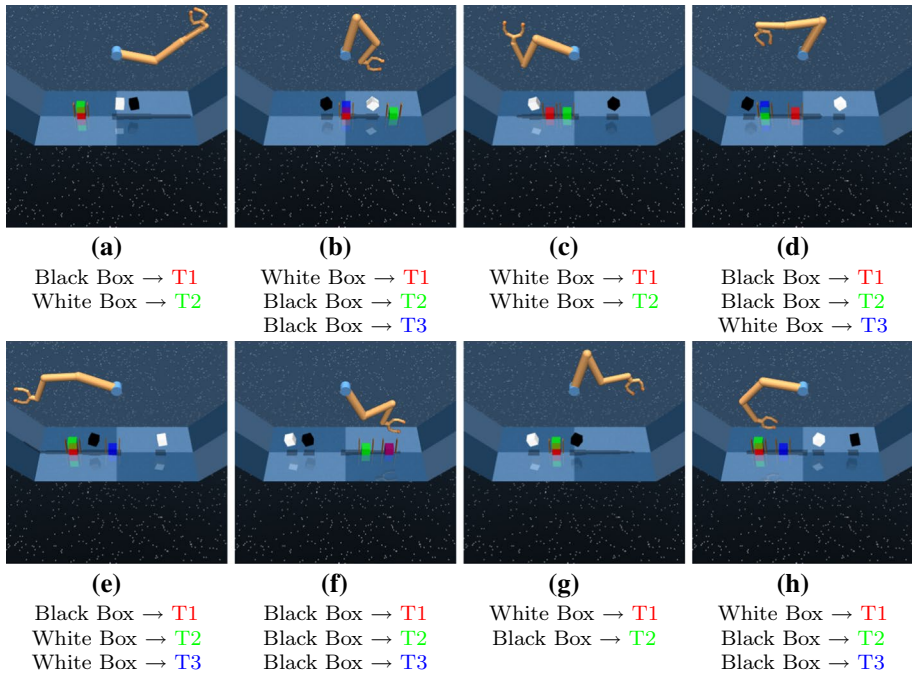 (a) (b) (c) (d)
Black Box → T1 White Box → T1 White Box → T1 Black Box → T1
White Box → T2 Black Box → T2 White Box → T2 Black Box → T2
Black Box → T3 White Box → T3
(e) (f) (g) (h)
Black Box → T1 Black Box → T1 White Box → T1 White Box → T1
White Box → T2 Black Box → T2 Black Box → T2 Black Box → T2
White Box → T3 Black Box → T3 Black Box → T3